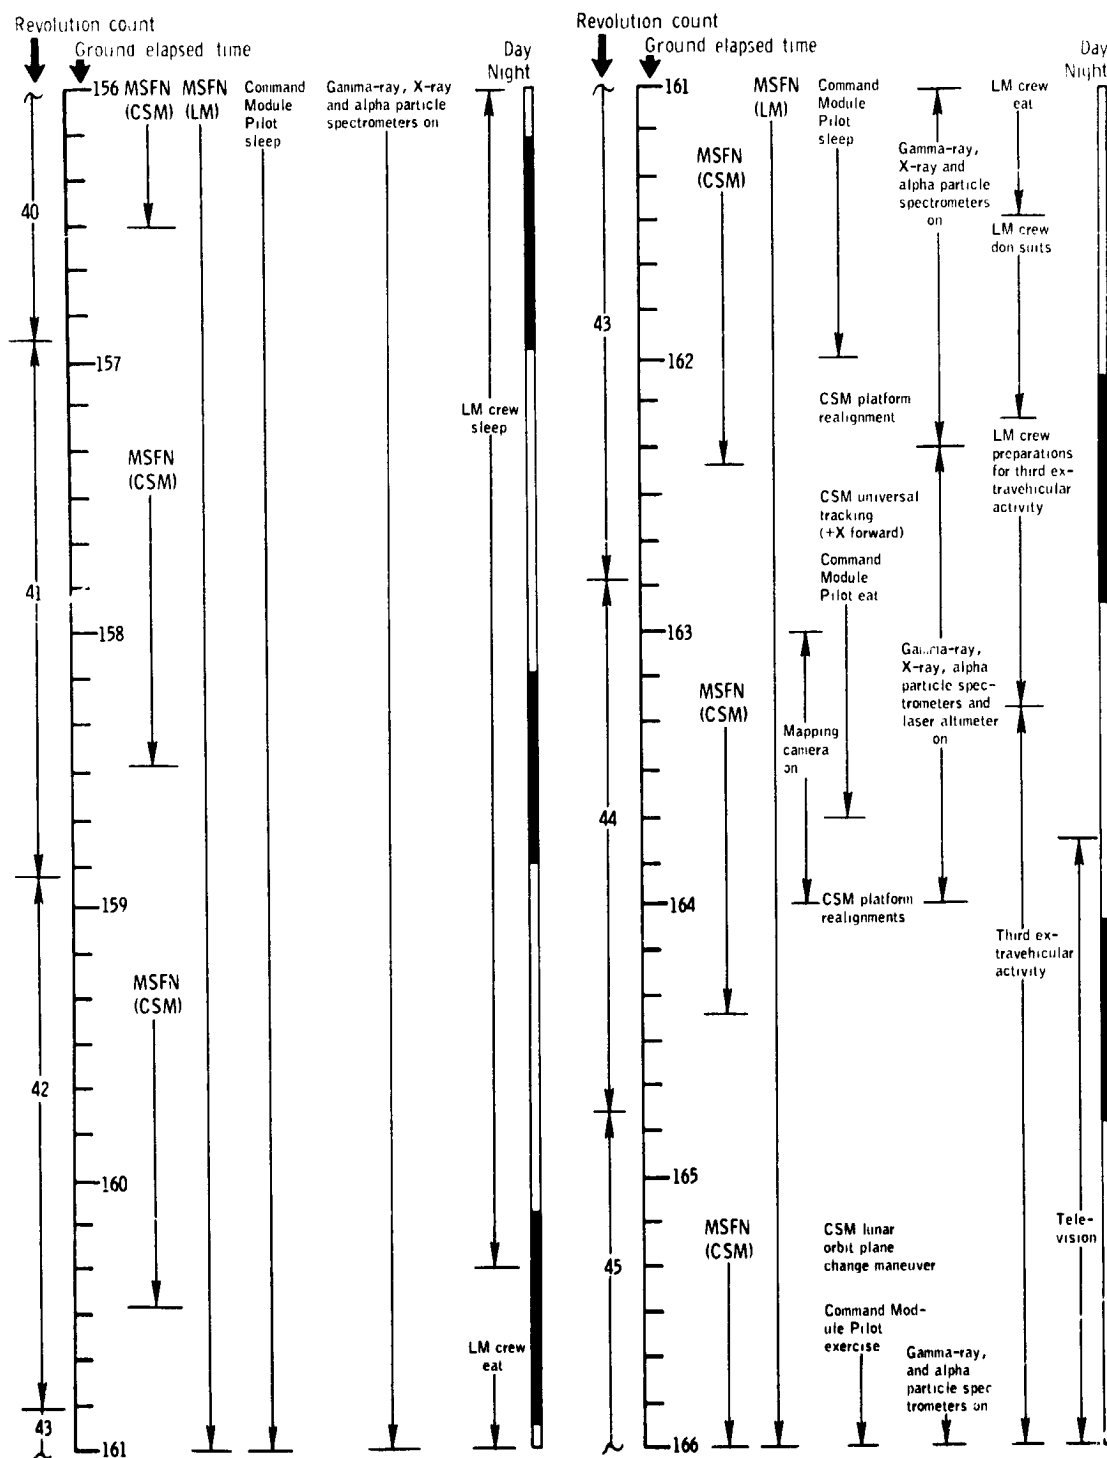 Revolution count
Ground elapsed time
Day
Night
156
MSFN
(CSM)
MSFN
(LM)
Command
Module
Pilot
sleep
Gamma-ray, X-ray
and alpha particle
spectrometers on
40
157
LM crew
sleep
MSFN
(CSM)
41
158
159
MSFN
(CSM)
42
160
LM crew
eat
43
161
Revolution count
Ground elapsed time
Day
Night
161
MSFN
(LM)
Command
Module
Pilot
sleep
LM crew
eat
MSFN
(CSM)
Gamma-ray,
X-ray and
alpha particle
spectrometers
on
LM crew
don suits
43
162
CSM platform
realignment
LM crew
preparations
for third ex-
travehicular
activity
CSM universal
tracking
(+X forward)
Command
Module
Pilot eat
163
Gamma-ray,
X-ray, alpha
particle spec-
trometers and
laser altimeter
on
MSFN
(CSM)
Mapping
camera
on
44
164
CSM platform
realignments
Third ex-
travehicular
activity
165
Tele-
vision
MSFN
(CSM)
CSM lunar
orbit plane
change maneuver
45
Command Mod-
ule Pilot
exercise
Gamma-ray,
and alpha
particle spec
trometers on
166